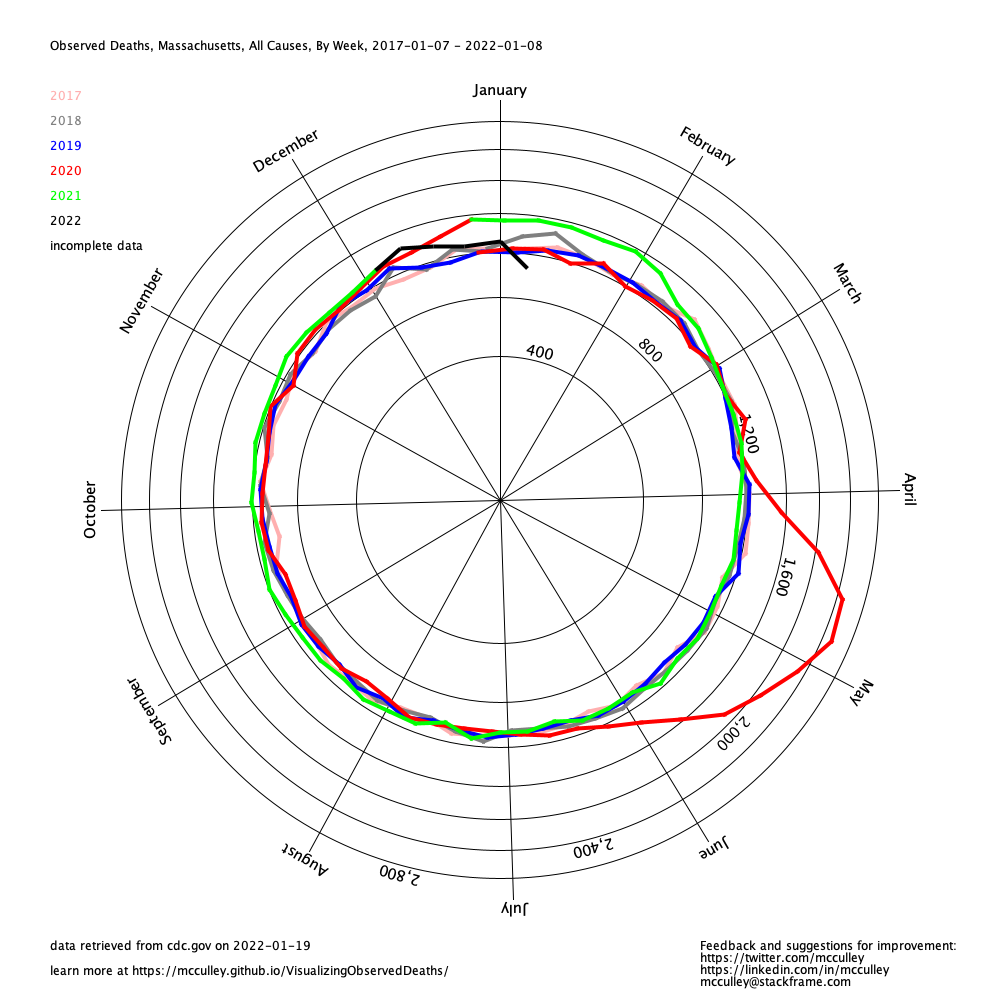 Observed Deaths, Massachusetts, All Causes, By Week, 2017-01-07 - 2022-01-08
2017
2018
2019
2020
2021
2022
incomplete data
January
February
March
April
May
June
July
August
September
October
November
December
400
800
1,200
1,600
2,000
2,400
2,800
data retrieved from cdc.gov on 2022-01-19
learn more at https://mcculley.github.io/VisualizingObservedDeaths/
Feedback and suggestions for improvement:
https://twitter.com/mcculley
https://linkedin.com/in/mcculley
mcculley@stackframe.com